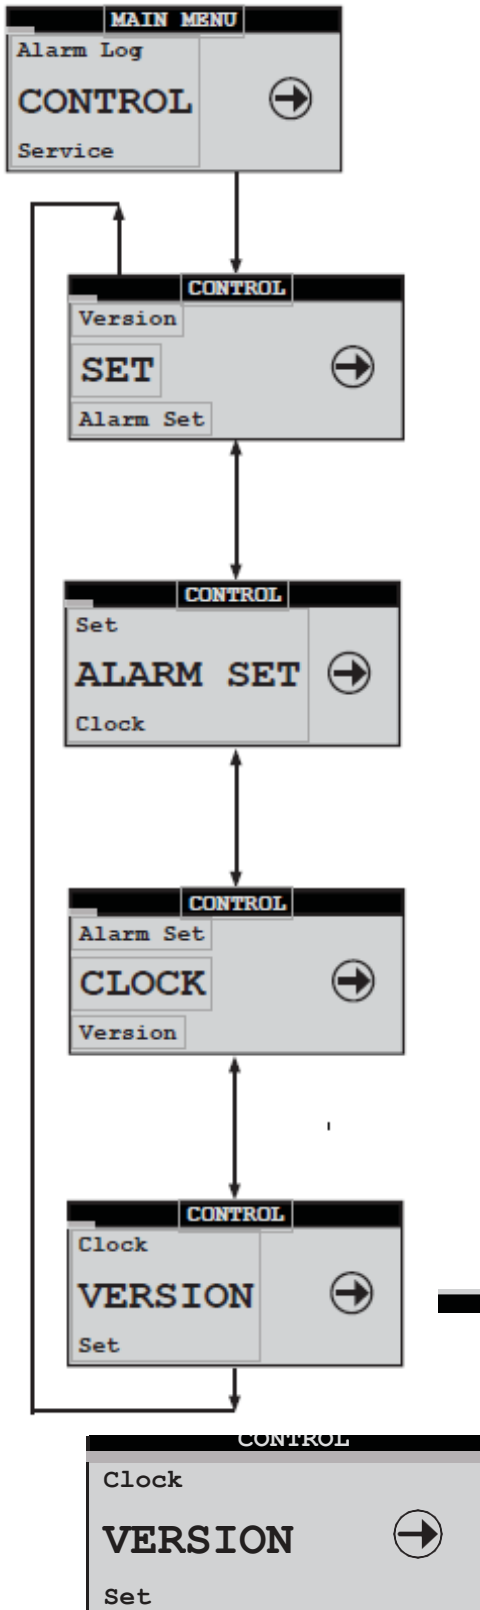 MAIN MENU
Alarm Log
CONTROL
Service
CONTROL
Version
SET
Alarm Set
CONTROL
Set
ALARM SET
Clock
CONTROL
Alarm Set
CLOCK
Version
CONTROL
Clock
VERSION
Set
CONTROL
Clock
VERSION
Set